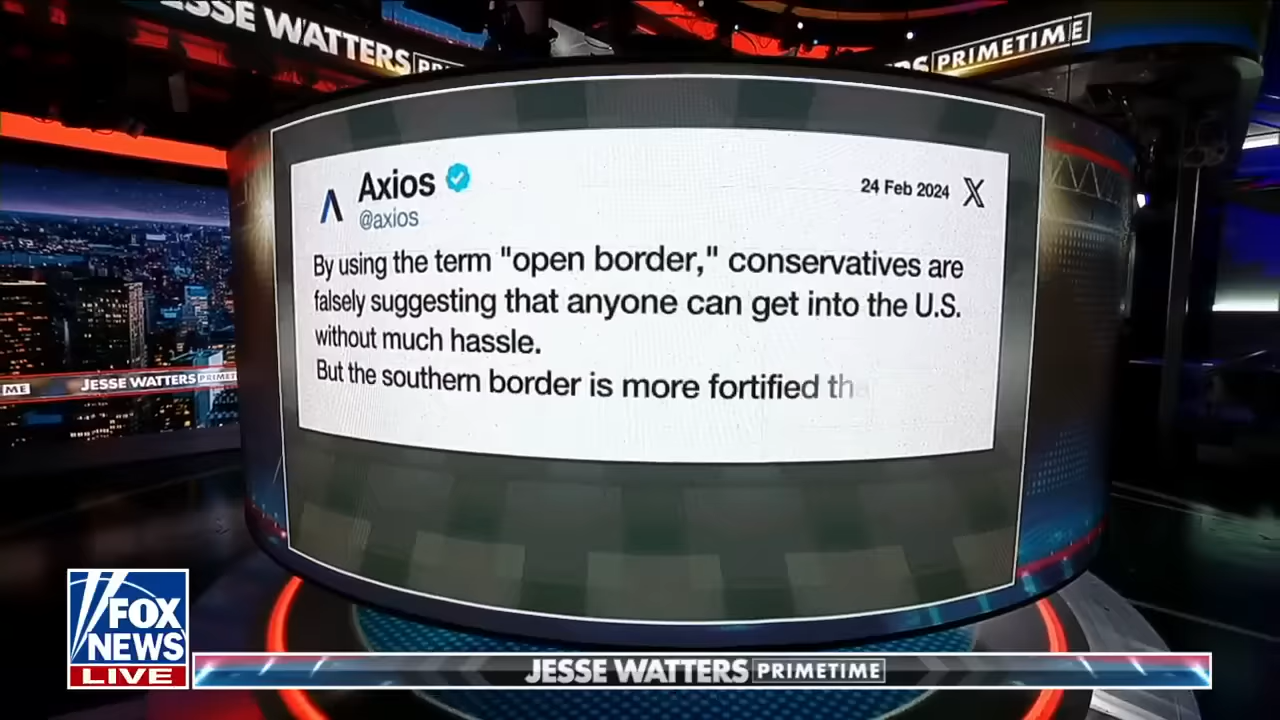 JESSE WATTERS
PRIMETIME
Axios
@axios
24 Feb 2024 X
By using the term "open border," conservatives are
falsely suggesting that anyone can get into the U.S.
without much hassle.
But the southern border is more fortified th
ME
JESSE WATTERS PRIMETIME
FOX
NEWS
LIVE
JESSE WATTERS PRIMETIME